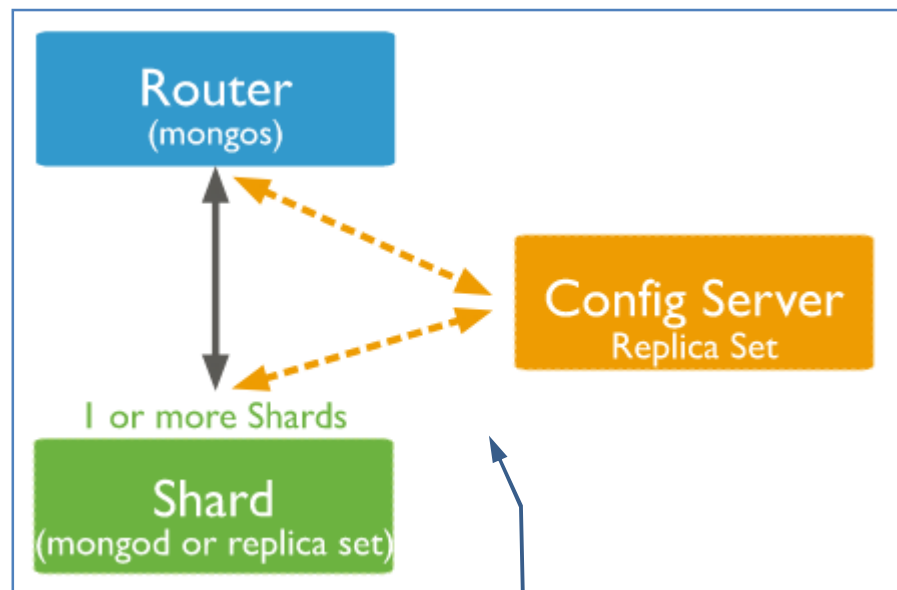 Router
(mongos)
Config Server
Replica Set
1 or more Shards
Shard
(mongod or replica set)